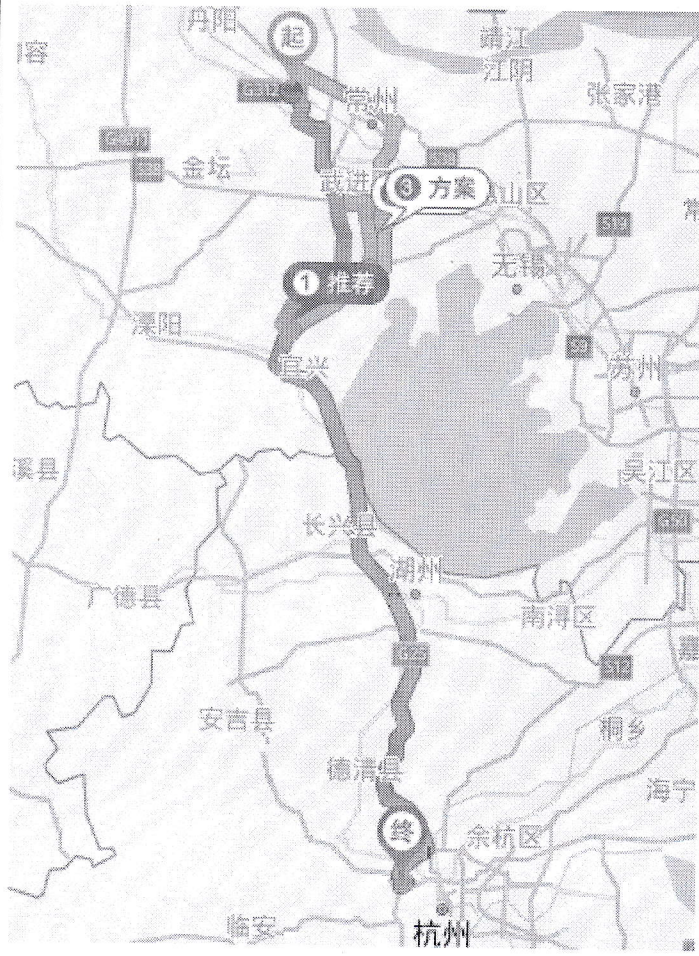 丹阳
起
靖江
江阴
容
张家港
G312
常州
金坛
武进
3 方案
山区
常
S19
无锡
1 推荐
溧阳
宜兴
苏州
溪县
吴江区
长兴县
G50
湖州
广德县
南浔区
G25
S12
安吉县
桐乡
德清县
海宁
终
余杭区
临安
杭州